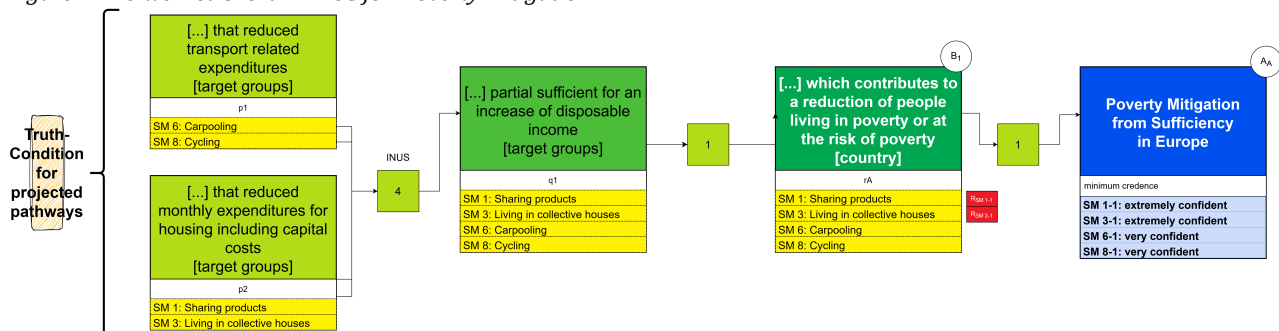 Truth-
Condition
for
projected
pathways
[...] that reduced
transport related
expenditures
[target groups]
p1
SM 6: Carpooling
SM 8: Cycling
[...] that reduced
monthly expenditures for
housing including capital
costs
[target groups]
p2
SM 1: Sharing products
SM 3: Living in collective houses
INUS
4
[...] partial sufficient for an
increase of disposable
income
[target groups]
q1
SM 1: Sharing products
SM 3: Living in collective houses
SM 6: Carpooling
SM 8: Cycling
1
B1
[...] which contributes to
a reduction of people
living in poverty or at
the risk of poverty
[country]
rA
SM 1: Sharing products
SM 3: Living in collective houses
SM 6: Carpooling
SM 8: Cycling
RSM 1-1
RSM 3-1
1
AA
Poverty Mitigation
from Sufficiency
in Europe
minimum credence
SM 1-1: extremely confident
SM 3-1: extremely confident
SM 6-1: very confident
SM 8-1: very confident